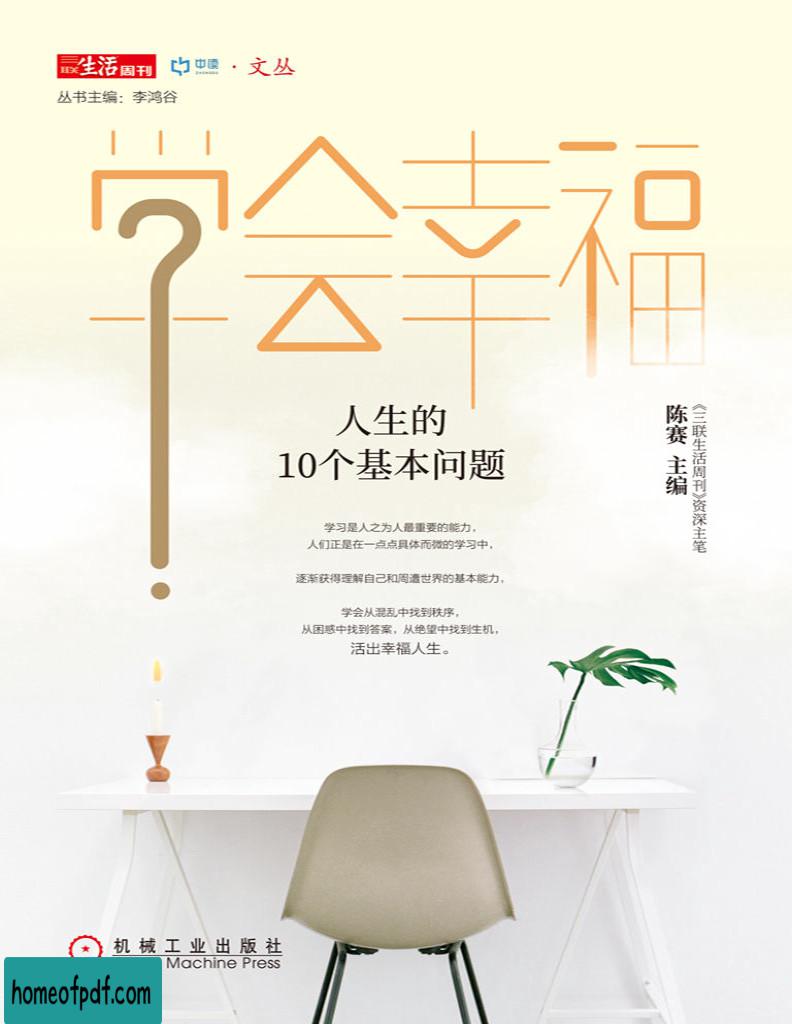 三联生活周刊 中读 · 文丛
丛书主编：李鸿谷
学会幸福
人生的
10个基本问题
陈赛 主编
《三联生活周刊》资深主笔
学习是人之为人最重要的能力，
人们正是在一点点具体而微的学习中，
逐渐获得理解自己和周遭世界的基本能力，
学会从混乱中找到秩序，
从困惑中找到答案，从绝望中找到生机，
活出幸福人生。
机械工业出版社
Machine Press
homeofpdf.com